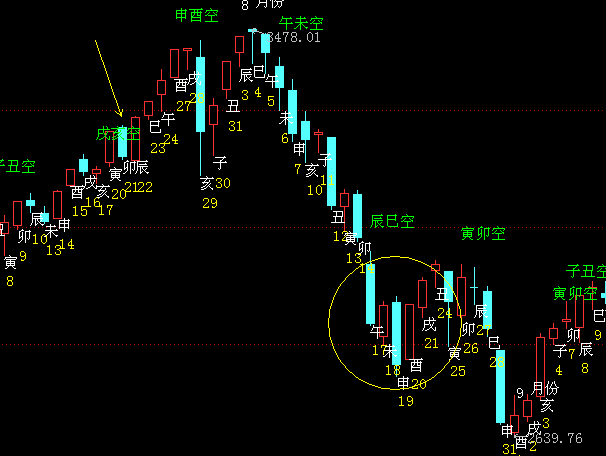 8 月份
申酉空
午未空
3478.01
戌亥空
子丑空
辰巳空
寅卯空
子丑空
寅卯空
寅
8
卯
9
辰
10
未
13
申
14
酉
15
戌
16
亥
17
寅
20
卯
21
辰
22
巳
23
午
24
酉
27
戌
亥
29
子
30
丑
31
辰
3
巳
4
午
5
未
6
申
7
亥
10
子
11
丑
12
寅
13
卯
午
17
未
18
申
19
酉
20
戌
21
丑
24
寅
25
卯
26
辰
2
巳
申
31
酉
2
戌
亥
3
子
4
卯
7
辰
8
巳
9
9 月份
2639.76